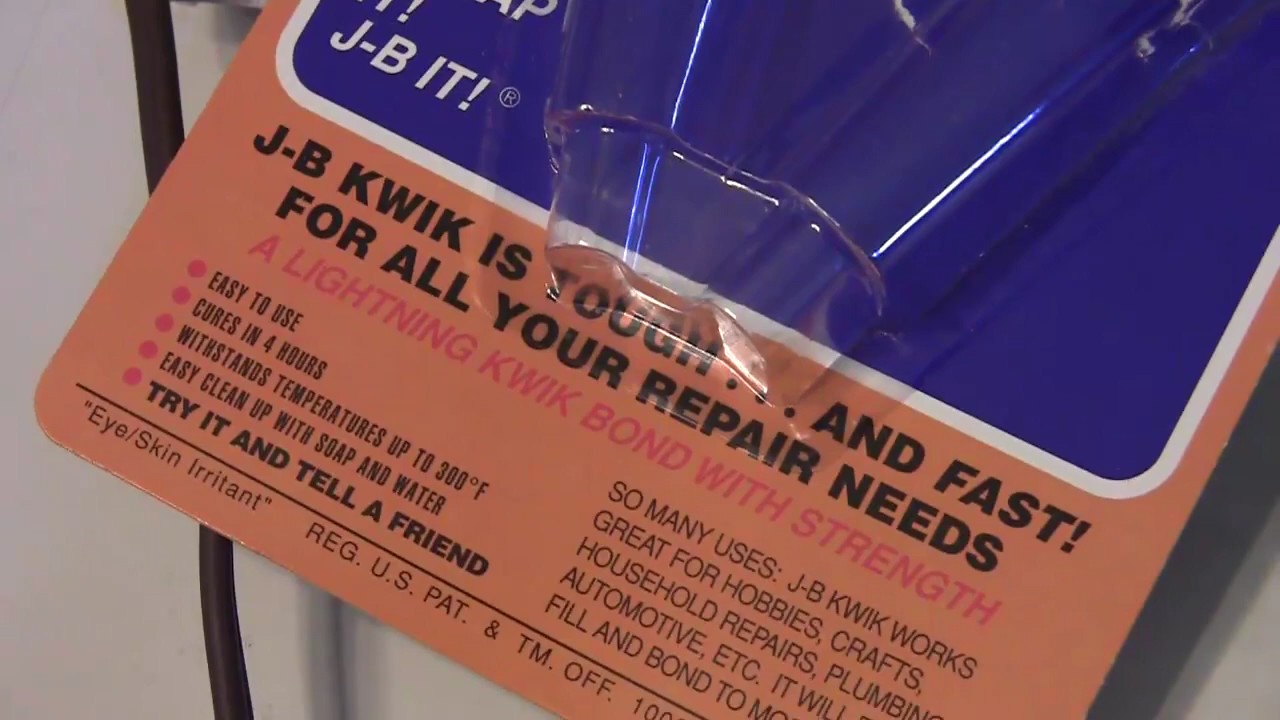 IT!
J-B IT!®
J-B KWIK IS TOUGH . . . AND FAST!
FOR ALL YOUR REPAIR NEEDS
A LIGHTNING KWIK BOND WITH STRENGTH
EASY TO USE
CURES IN 4 HOURS
WITHSTANDS TEMPERATURES UP TO 300°F
EASY CLEAN UP WITH SOAP AND WATER
TRY IT AND TELL A FRIEND
SO MANY USES: J-B KWIK WORKS
GREAT FOR HOBBIES, CRAFTS,
HOUSEHOLD REPAIRS, PLUMBING
AUTOMOTIVE, ETC. IT WILL
FILL AND BOND TO
"Eye/Skin Irritant"
REG. U.S. PAT. & TM. OFF.